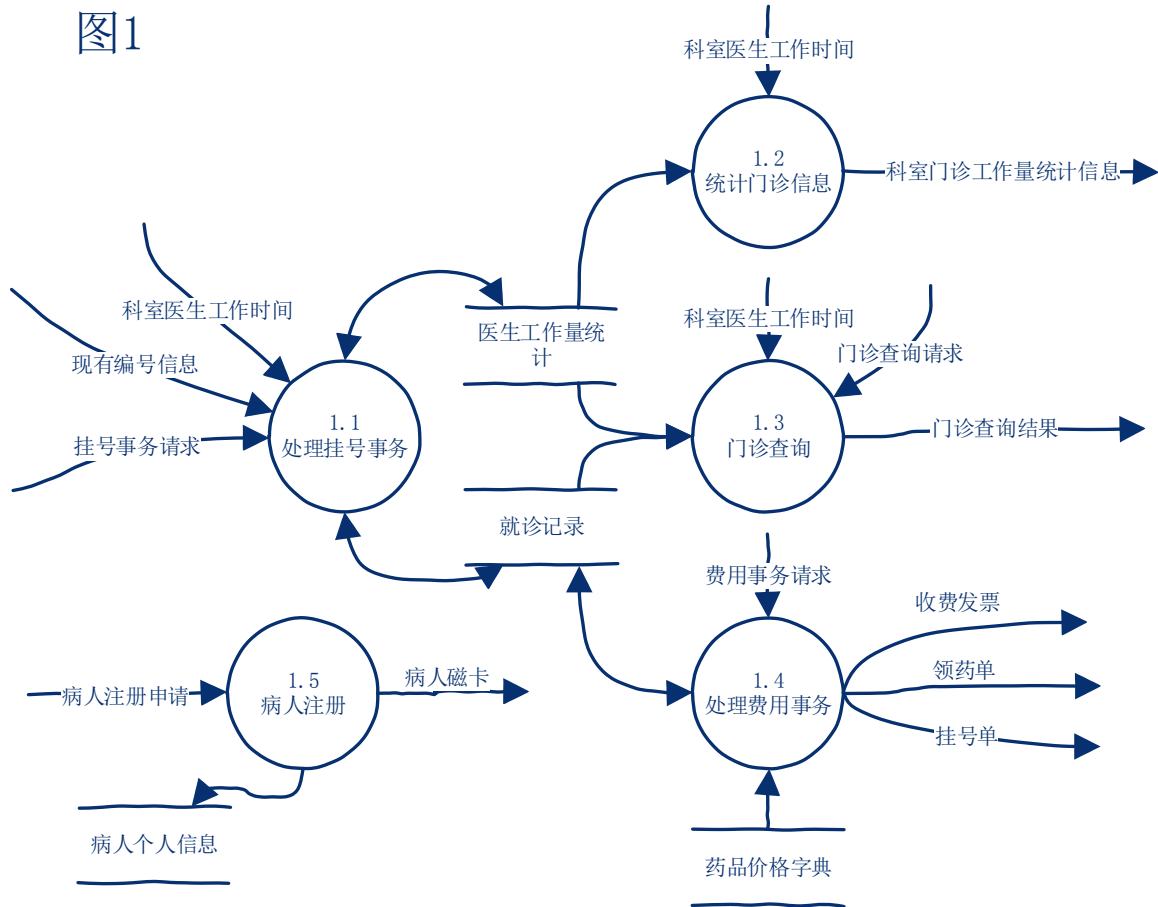 图1
科室医生工作时间
1.2
统计门诊信息
科室门诊工作量统计信息
科室医生工作时间
现有编号信息
挂号事务请求
1.1
处理挂号事务
医生工作量统
计
科室医生工作时间
门诊查询请求
1.3
门诊查询
门诊查询结果
就诊记录
费用事务请求
收费发票
领药单
挂号单
1.4
处理费用事务
病人注册申请
1.5
病人注册
病人磁卡
病人个人信息
药品价格字典